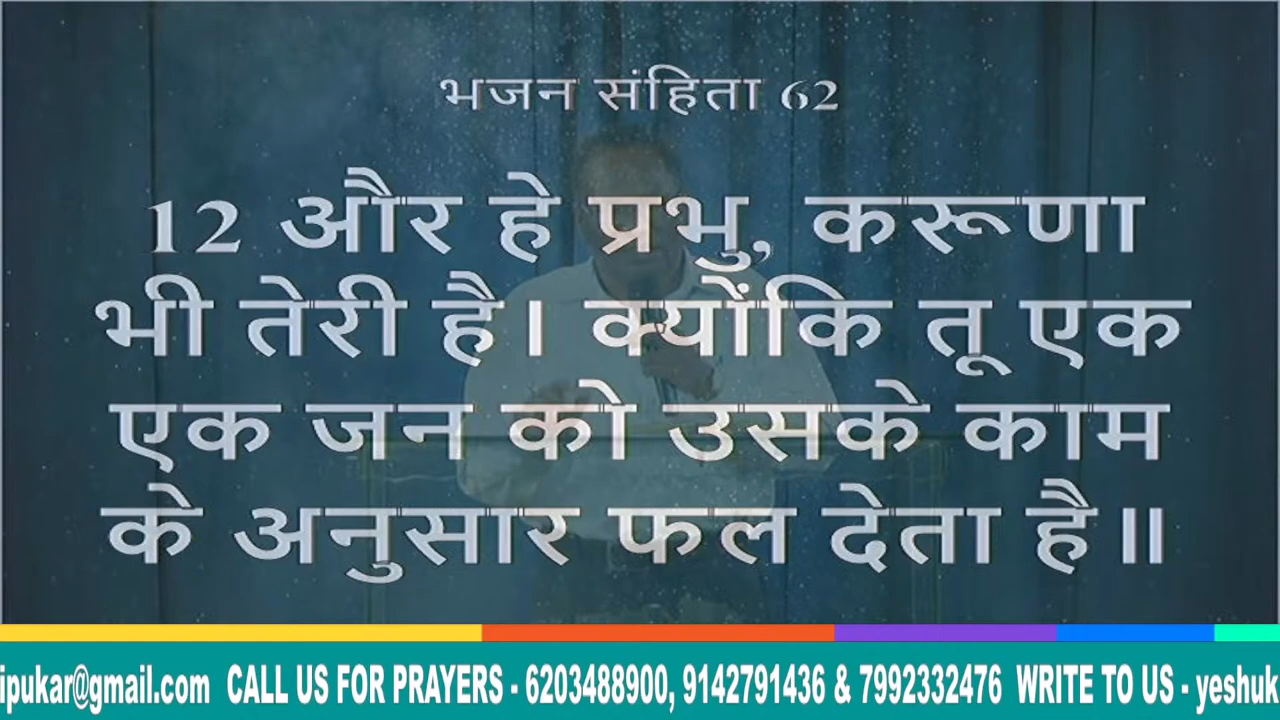 भजन संहिता 62
12 और हे प्रभु, करूणा
भी तेरी है। क्योंकि तू एक
एक जन को उसके काम
के अनुसार फल देता है॥
ipukar@gmail.com CALL US FOR PRAYERS - 6203488900, 9142791436 & 7992332476 WRITE TO US - yeshuk